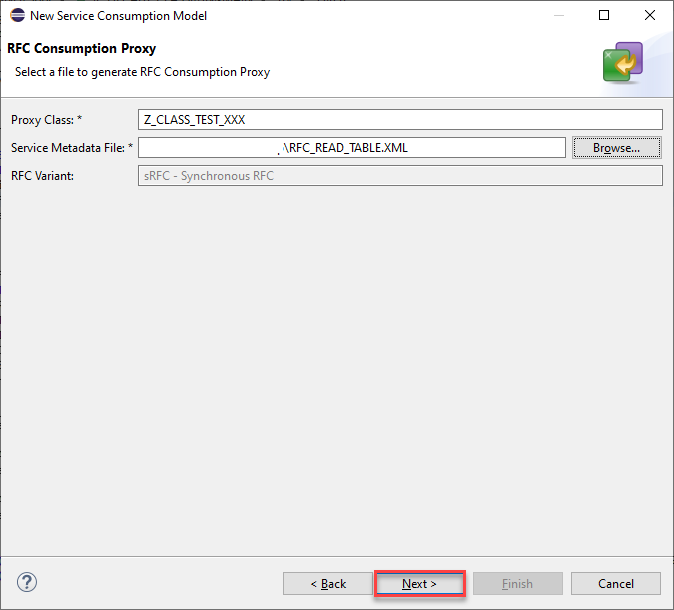 New Service Consumption Model
RFC Consumption Proxy
Select a file to generate RFC Consumption Proxy
Proxy Class: * Z_CLASS_TEST_XXX
Service Metadata File: * \RFC_READ_TABLE.XML Browse...
RFC Variant: sRFC - Synchronous RFC
? < Back Next > Finish Cancel